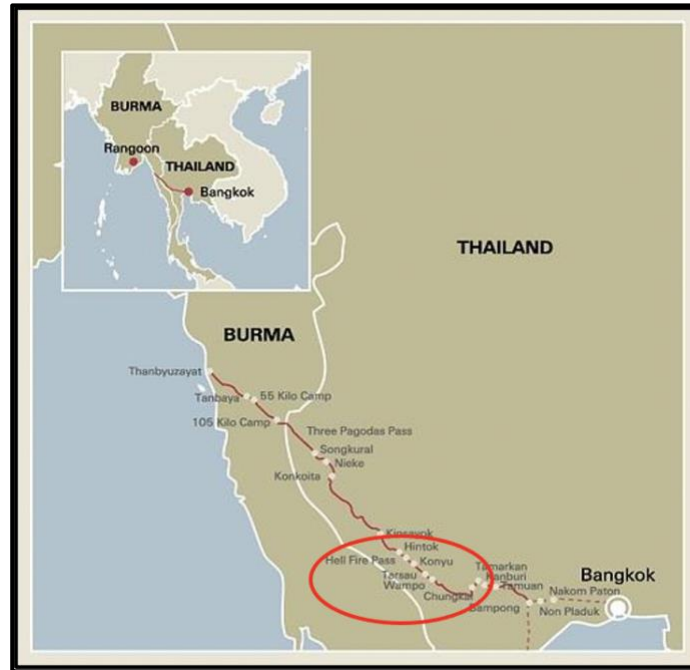 BURMA
Rangoon
THAILAND
Bangkok
THAILAND
BURMA
Thanbyuzayat
Tanbaya
55 Kilo Camp
105 Kilo Camp
Three Pagodas Pass
Songkurai
Nieke
Konkoita
Kinsayok
Hintok
Hell Fire Pass
Konyu
Tarsau
Wampo
Chungkai
Tamarkan
Kanburi
Tamuan
Bampong
Nakom Paton
Non Pladuk
Bangkok